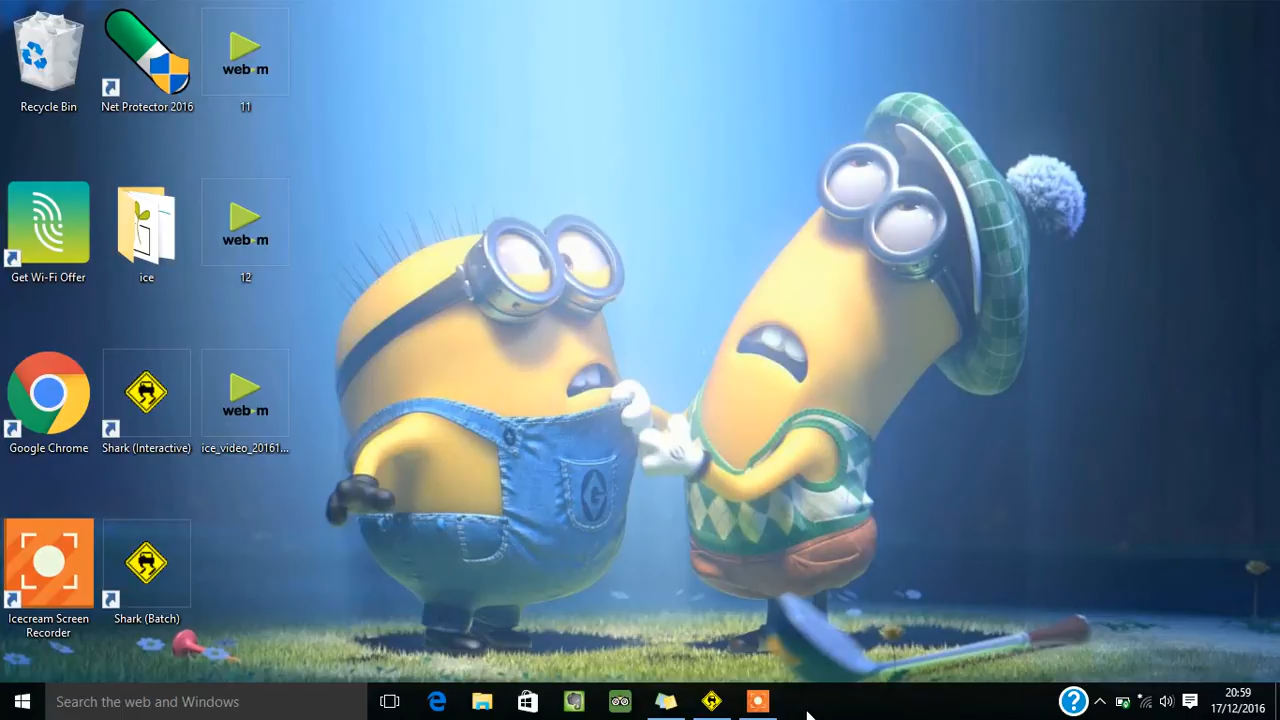 Recycle Bin
Net Protector 2016
web-m
11
Get Wi-Fi Offer
ice
web-m
12
Google Chrome
Shark (Interactive)
web-m
ice_video_20161...
Icecream Screen
Recorder
Shark (Batch)
G
Search the web and Windows
e
?
20:59
17/12/2016